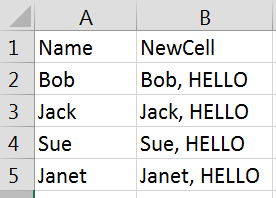 A B
1 Name NewCell
2 Bob Bob, HELLO
3 Jack Jack, HELLO
4 Sue Sue, HELLO
5 Janet Janet, HELLO